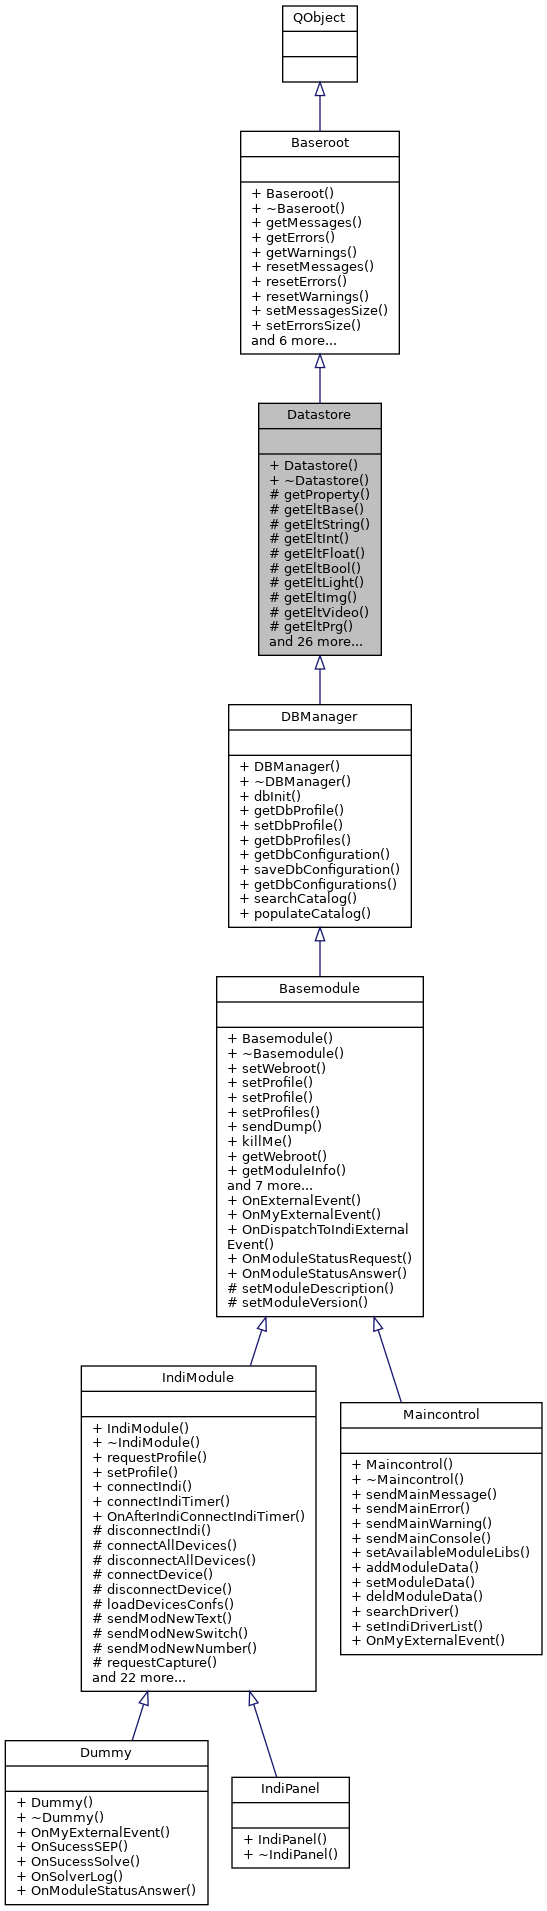 QObject
Baseroot
+ Baseroot()
+ ~Baseroot()
+ getMessages()
+ getErrors()
+ getWarnings()
+ resetMessages()
+ resetErrors()
+ resetWarnings()
+ setMessagesSize()
+ setErrorsSize()
and 6 more...
Datastore
+ Datastore()
+ ~Datastore()
# getProperty()
# getEltBase()
# getEltString()
# getEltInt()
# getEltFloat()
# getEltBool()
# getEltLight()
# getEltImg()
# getEltVideo()
# getEltPrg()
and 26 more...
DBManager
+ DBManager()
+ ~DBManager()
+ dbInit()
+ getDbProfile()
+ setDbProfile()
+ getDbProfiles()
+ getDbConfiguration()
+ saveDbConfiguration()
+ getDbConfigurations()
+ searchCatalog()
+ populateCatalog()
Basemodule
+ Basemodule()
+ ~Basemodule()
+ setWebroot()
+ setProfile()
+ setProfile()
+ setProfiles()
+ sendDump()
+ killMe()
+ getWebroot()
+ getModuleInfo()
and 7 more...
+ OnExternalEvent()
+ OnMyExternalEvent()
+ OnDispatchToIndiExternal
Event()
+ OnModuleStatusRequest()
+ OnModuleStatusAnswer()
# setModuleDescription()
# setModuleVersion()
IndiModule
+ IndiModule()
+ ~IndiModule()
+ requestProfile()
+ setProfile()
+ connectIndi()
+ connectIndiTimer()
+ OnAfterIndiConnectIndiTimer()
# disconnectIndi()
# connectAllDevices()
# disconnectAllDevices()
# connectDevice()
# disconnectDevice()
# loadDevicesConfs()
# sendModNewText()
# sendModNewSwitch()
# sendModNewNumber()
# requestCapture()
and 22 more...
Maincontrol
+ Maincontrol()
+ ~Maincontrol()
+ sendMainMessage()
+ sendMainError()
+ sendMainWarning()
+ sendMainConsole()
+ setAvailableModuleLibs()
+ addModuleData()
+ setModuleData()
+ deldModuleData()
+ searchDriver()
+ setIndiDriverList()
+ OnMyExternalEvent()
Dummy
+ Dummy()
+ ~Dummy()
+ OnMyExternalEvent()
+ OnSucessSEP()
+ OnSucessSolve()
+ OnSolverLog()
+ OnModuleStatusAnswer()
IndiPanel
+ IndiPanel()
+ ~IndiPanel()